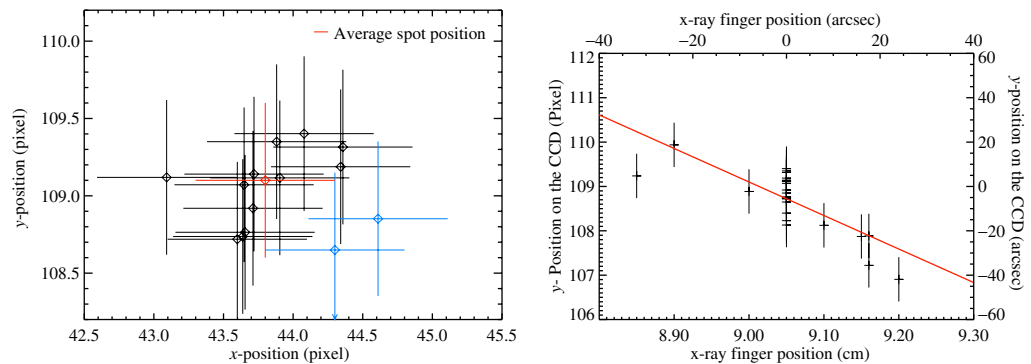 Average spot position
110.0
109.5
109.0
108.5
y-position (pixel)
42.5 43.0 43.5 44.0 44.5 45.0 45.5
x-position (pixel)
x-ray finger position (arcsec)
−40 −20 0 20 40
112
111
110
109
108
107
106
y- Position on the CCD (Pixel)
60
40
20
0
−20
−40
−60
y-position on the CCD (arcsec)
8.90 9.00 9.10 9.20 9.30
x-ray finger position (cm)